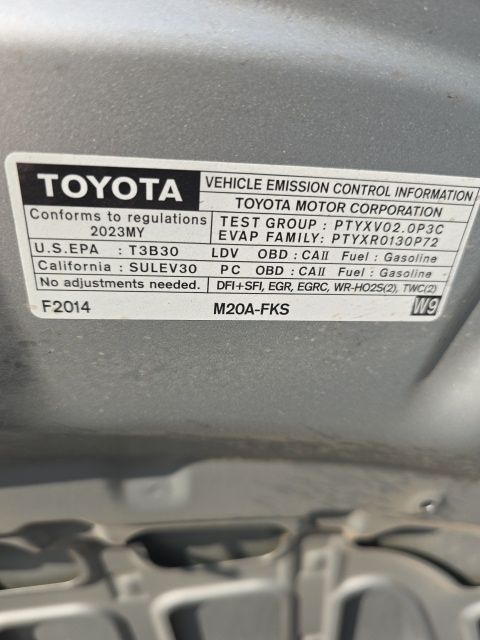 TOYOTA VEHICLE EMISSION CONTROL INFORMATION
TOYOTA MOTOR CORPORATION
Conforms to regulations
2023MY
TEST GROUP : PTYXV02.0P3C
EVAP FAMILY: PTYXR0130P72
U.S.EPA : T3B30 LDV OBD : CAII Fuel : Gasoline
California : SULEV30 PC OBD : CAII Fuel : Gasoline
No adjustments needed. DFI+SFI, EGR, EGRC, WR-HO2S(2), TWC(2)
F2014 M20A-FKS W9